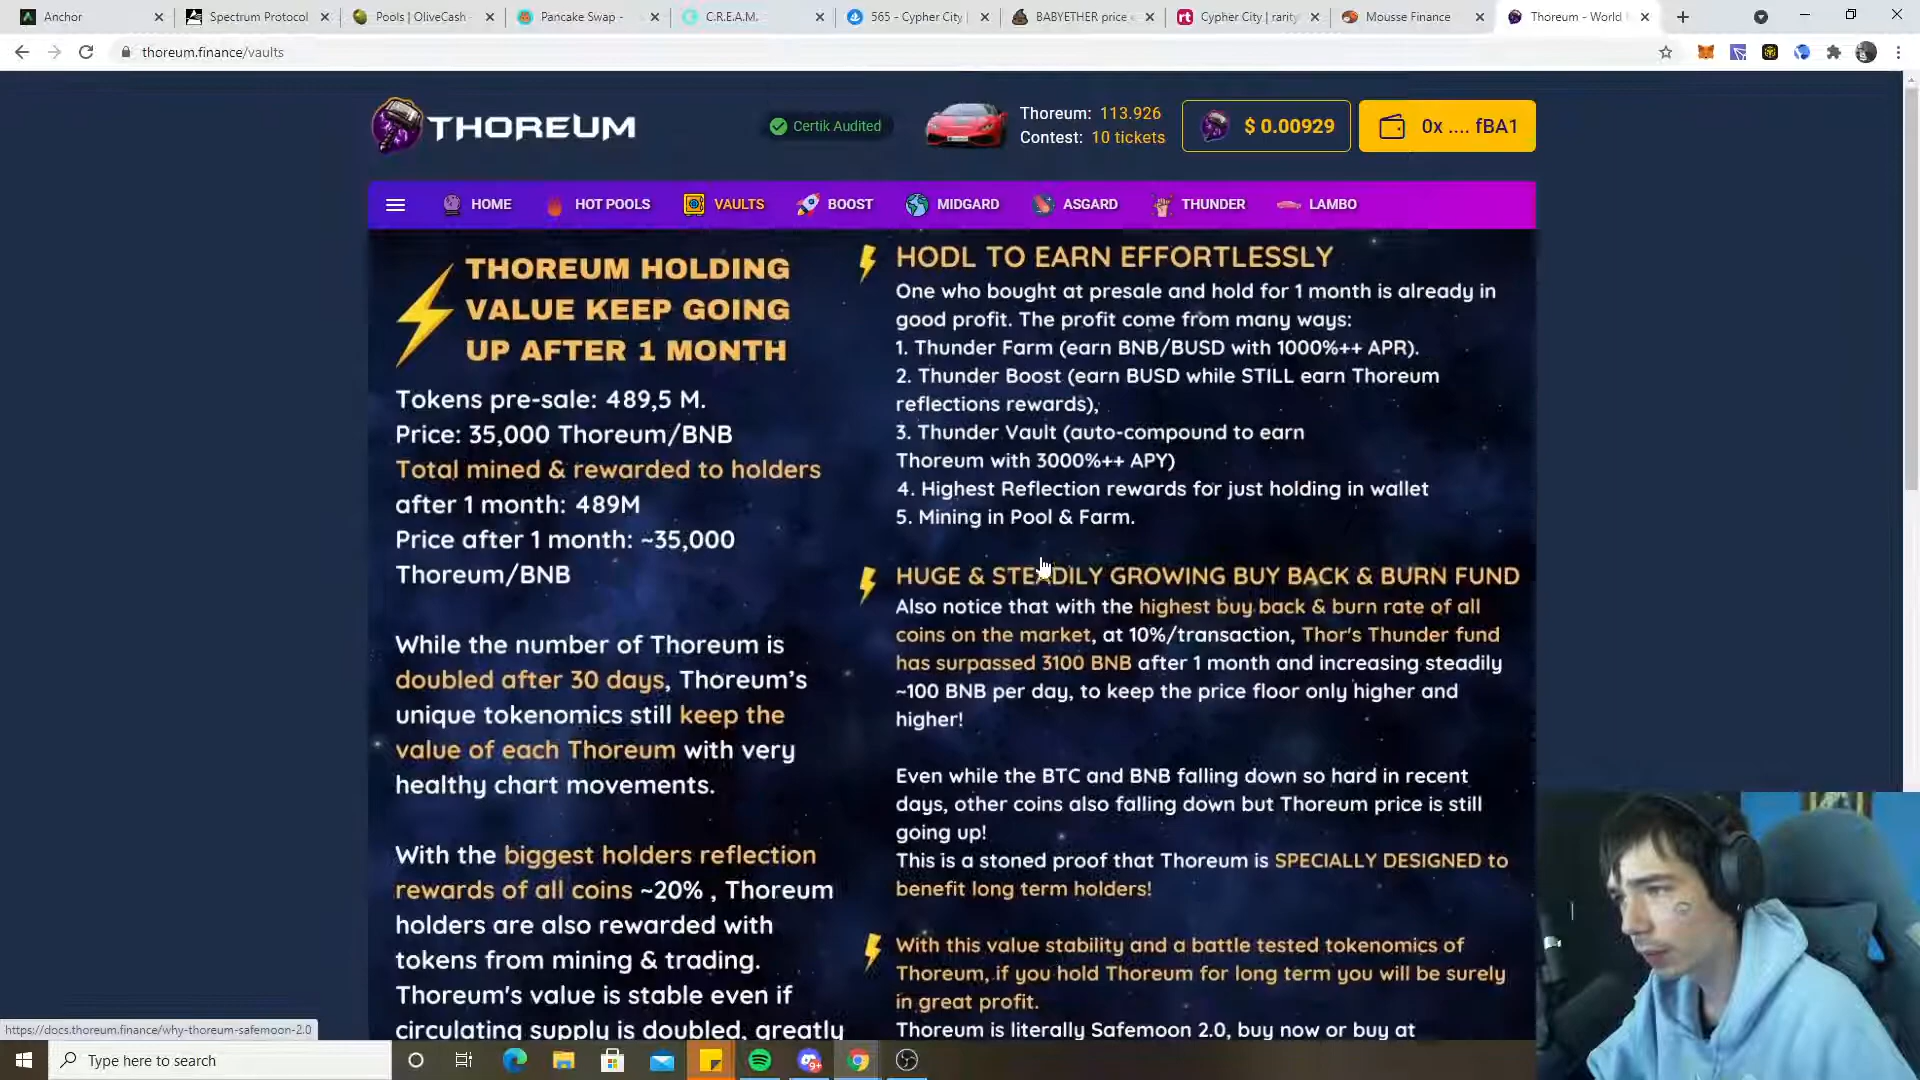 Anchor
Spectrum Protocol
Pools | OliveCash -
Pancake Swap -
C.R.E.A.M.
565 - Cypher City |
BABYETHER price
Cypher City | rarity
Mousse Finance
Thoreum - World
thoreum.finance/vaults
THOREUM
Certik Audited
Thoreum: 113.926
Contest: 10 tickets
$ 0.00929
0x .... fBA1
HOME
HOT POOLS
VAULTS
BOOST
MIDGARD
ASGARD
THUNDER
LAMBO
THOREUM HOLDING
VALUE KEEP GOING
UP AFTER 1 MONTH
Tokens pre-sale: 489,5 M.
Price: 35,000 Thoreum/BNB
Total mined & rewarded to holders
after 1 month: 489M
Price after 1 month: ~35,000
Thoreum/BNB
While the number of Thoreum is
doubled after 30 days, Thoreum’s
unique tokenomics still keep the
value of each Thoreum with very
healthy chart movements.
With the biggest holders reflection
rewards of all coins ~20% , Thoreum
holders are also rewarded with
tokens from mining & trading.
Thoreum's value is stable even if
circulating supply is doubled, greatly
HODL TO EARN EFFORTLESSLY
One who bought at presale and hold for 1 month is already in
good profit. The profit come from many ways:
1. Thunder Farm (earn BNB/BUSD with 1000%++ APR).
2. Thunder Boost (earn BUSD while STILL earn Thoreum
reflections rewards),
3. Thunder Vault (auto-compound to earn
Thoreum with 3000%++ APY)
4. Highest Reflection rewards for just holding in wallet
5. Mining in Pool & Farm.
HUGE & STEADILY GROWING BUY BACK & BURN FUND
Also notice that with the highest buy back & burn rate of all
coins on the market, at 10%/transaction, Thor's Thunder fund
has surpassed 3100 BNB after 1 month and increasing steadily
~100 BNB per day, to keep the price floor only higher and
higher!
Even while the BTC and BNB falling down so hard in recent
days, other coins also falling down but Thoreum price is still
going up!
This is a stoned proof that Thoreum is SPECIALLY DESIGNED to
benefit long term holders!
With this value stability and a battle tested tokenomics of
Thoreum, if you hold Thoreum for long term you will be surely
in great profit.
Thoreum is literally Safemoon 2.0, buy now or buy at
https://docs.thoreum.finance/why-thoreum-safemoon-2.0
Type here to search
9+